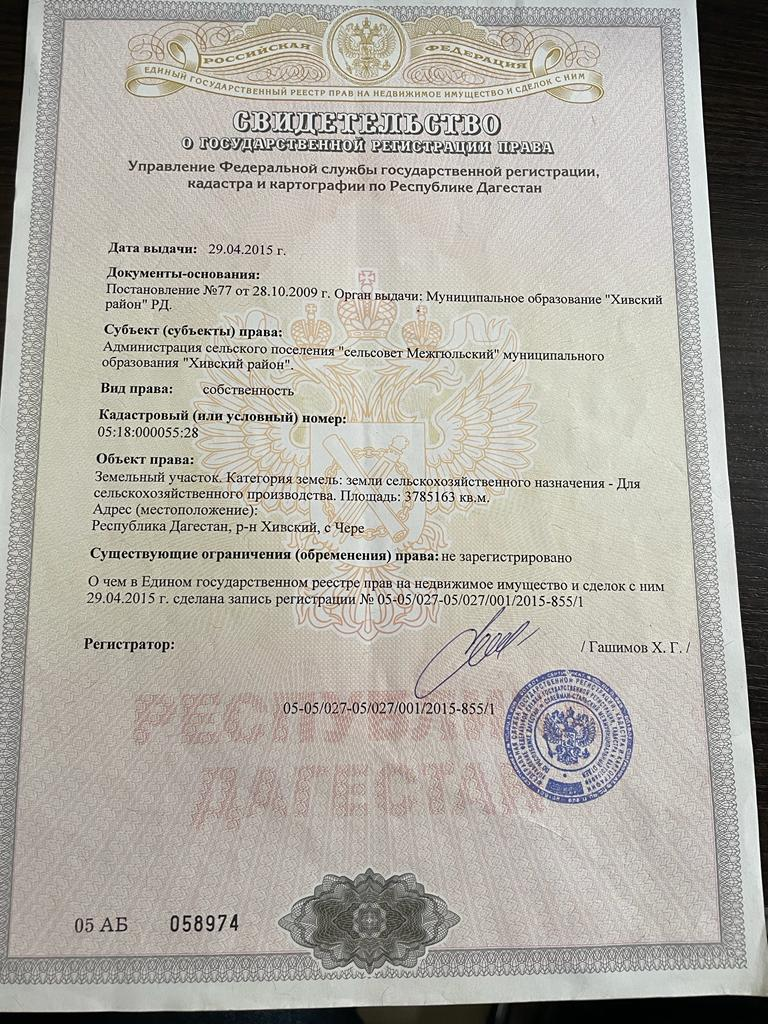 РОССИЙСКАЯ ФЕДЕРАЦИЯ
ЕДИНЫЙ ГОСУДАРСТВЕННЫЙ РЕЕСТР ПРАВ НА НЕДВИЖИМОЕ ИМУЩЕСТВО И СДЕЛОК С НИМ
СВИДЕТЕЛЬСТВО
О ГОСУДАРСТВЕННОЙ РЕГИСТРАЦИИ ПРАВА
Управление Федеральной службы государственной регистрации,
кадастра и картографии по Республике Дагестан
Дата выдачи: 29.04.2015 г.
Документы-основания:
Постановление №77 от 28.10.2009 г. Орган выдачи: Муниципальное образование "Хивский
район" РД.
Субъект (субъекты) права:
Администрация сельского поселения "сельсовет Межгюльский" муниципального
образования "Хивский район".
Вид права: собственность
Кадастровый (или условный) номер:
05:18:000055:28
Объект права:
Земельный участок. Категория земель: земли сельскохозяйственного назначения - Для
сельскохозяйственного производства. Площадь: 3785163 кв.м.
Адрес (местоположение):
Республика Дагестан, р-н Хивский, с Чере
Существующие ограничения (обременения) права: не зарегистрировано
О чем в Едином государственном реестре прав на недвижимое имущество и сделок с ним
29.04.2015 г. сделана запись регистрации № 05-05/027-05/027/001/2015-855/1
Регистратор: / Гашимов Х. Г. /
05-05/027-05/027/001/2015-855/1
РЕСПУБЛИКА
ДАГЕСТАН
05 АБ 058974